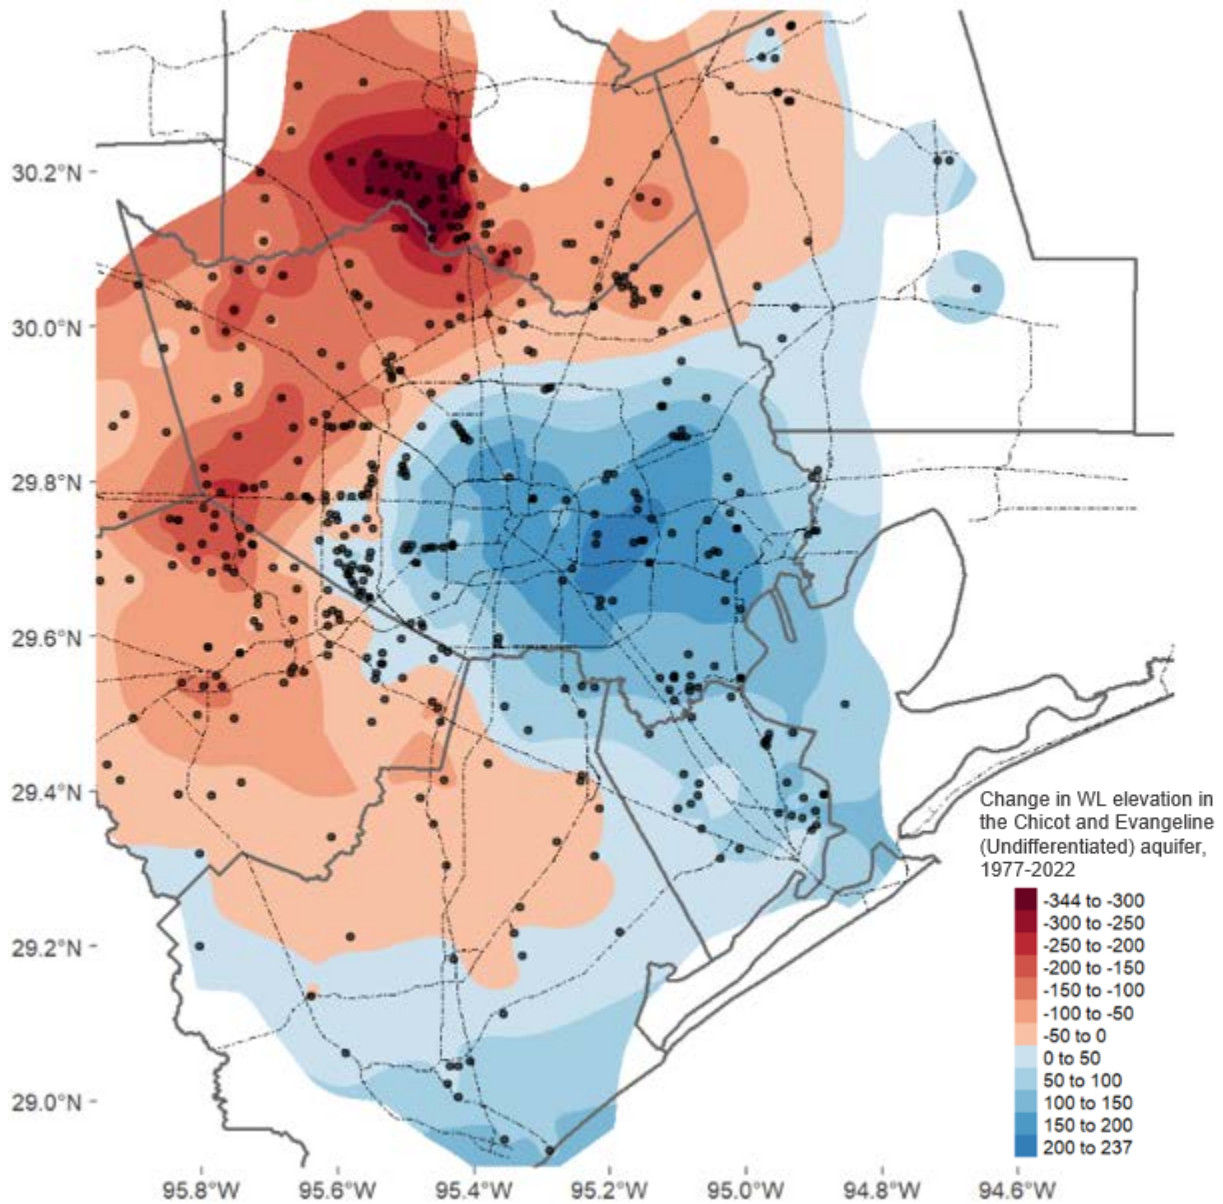 30.2°N
30.0°N
29.8°N
29.6°N
29.4°N
29.2°N
29.0°N
Change in WL elevation in
the Chicot and Evangeline
(Undifferentiated) aquifer,
1977-2022
-344 to -300
-300 to -250
-250 to -200
-200 to -150
-150 to -100
-100 to -50
-50 to 0
0 to 50
50 to 100
100 to 150
150 to 200
200 to 237
95.8°W 95.6°W 95.4°W 95.2°W 95.0°W 94.8°W 94.6°W